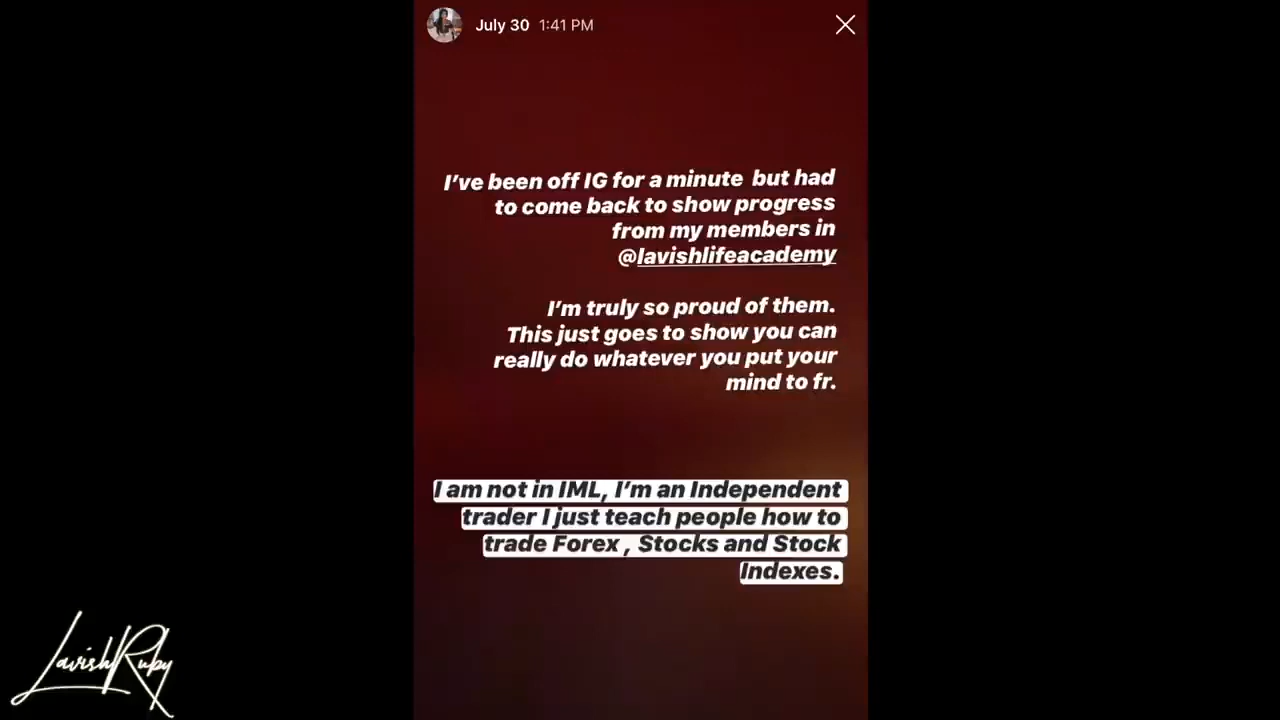 July 30 1:41 PM
I've been off IG for a minute but had
to come back to show progress
from my members in
@lavishlifeacademy
I'm truly so proud of them.
This just goes to show you can
really do whatever you put your
mind to fr.
I am not in IML, I'm an Independent
trader I just teach people how to
trade Forex , Stocks and Stock
Indexes.
LavishRuby